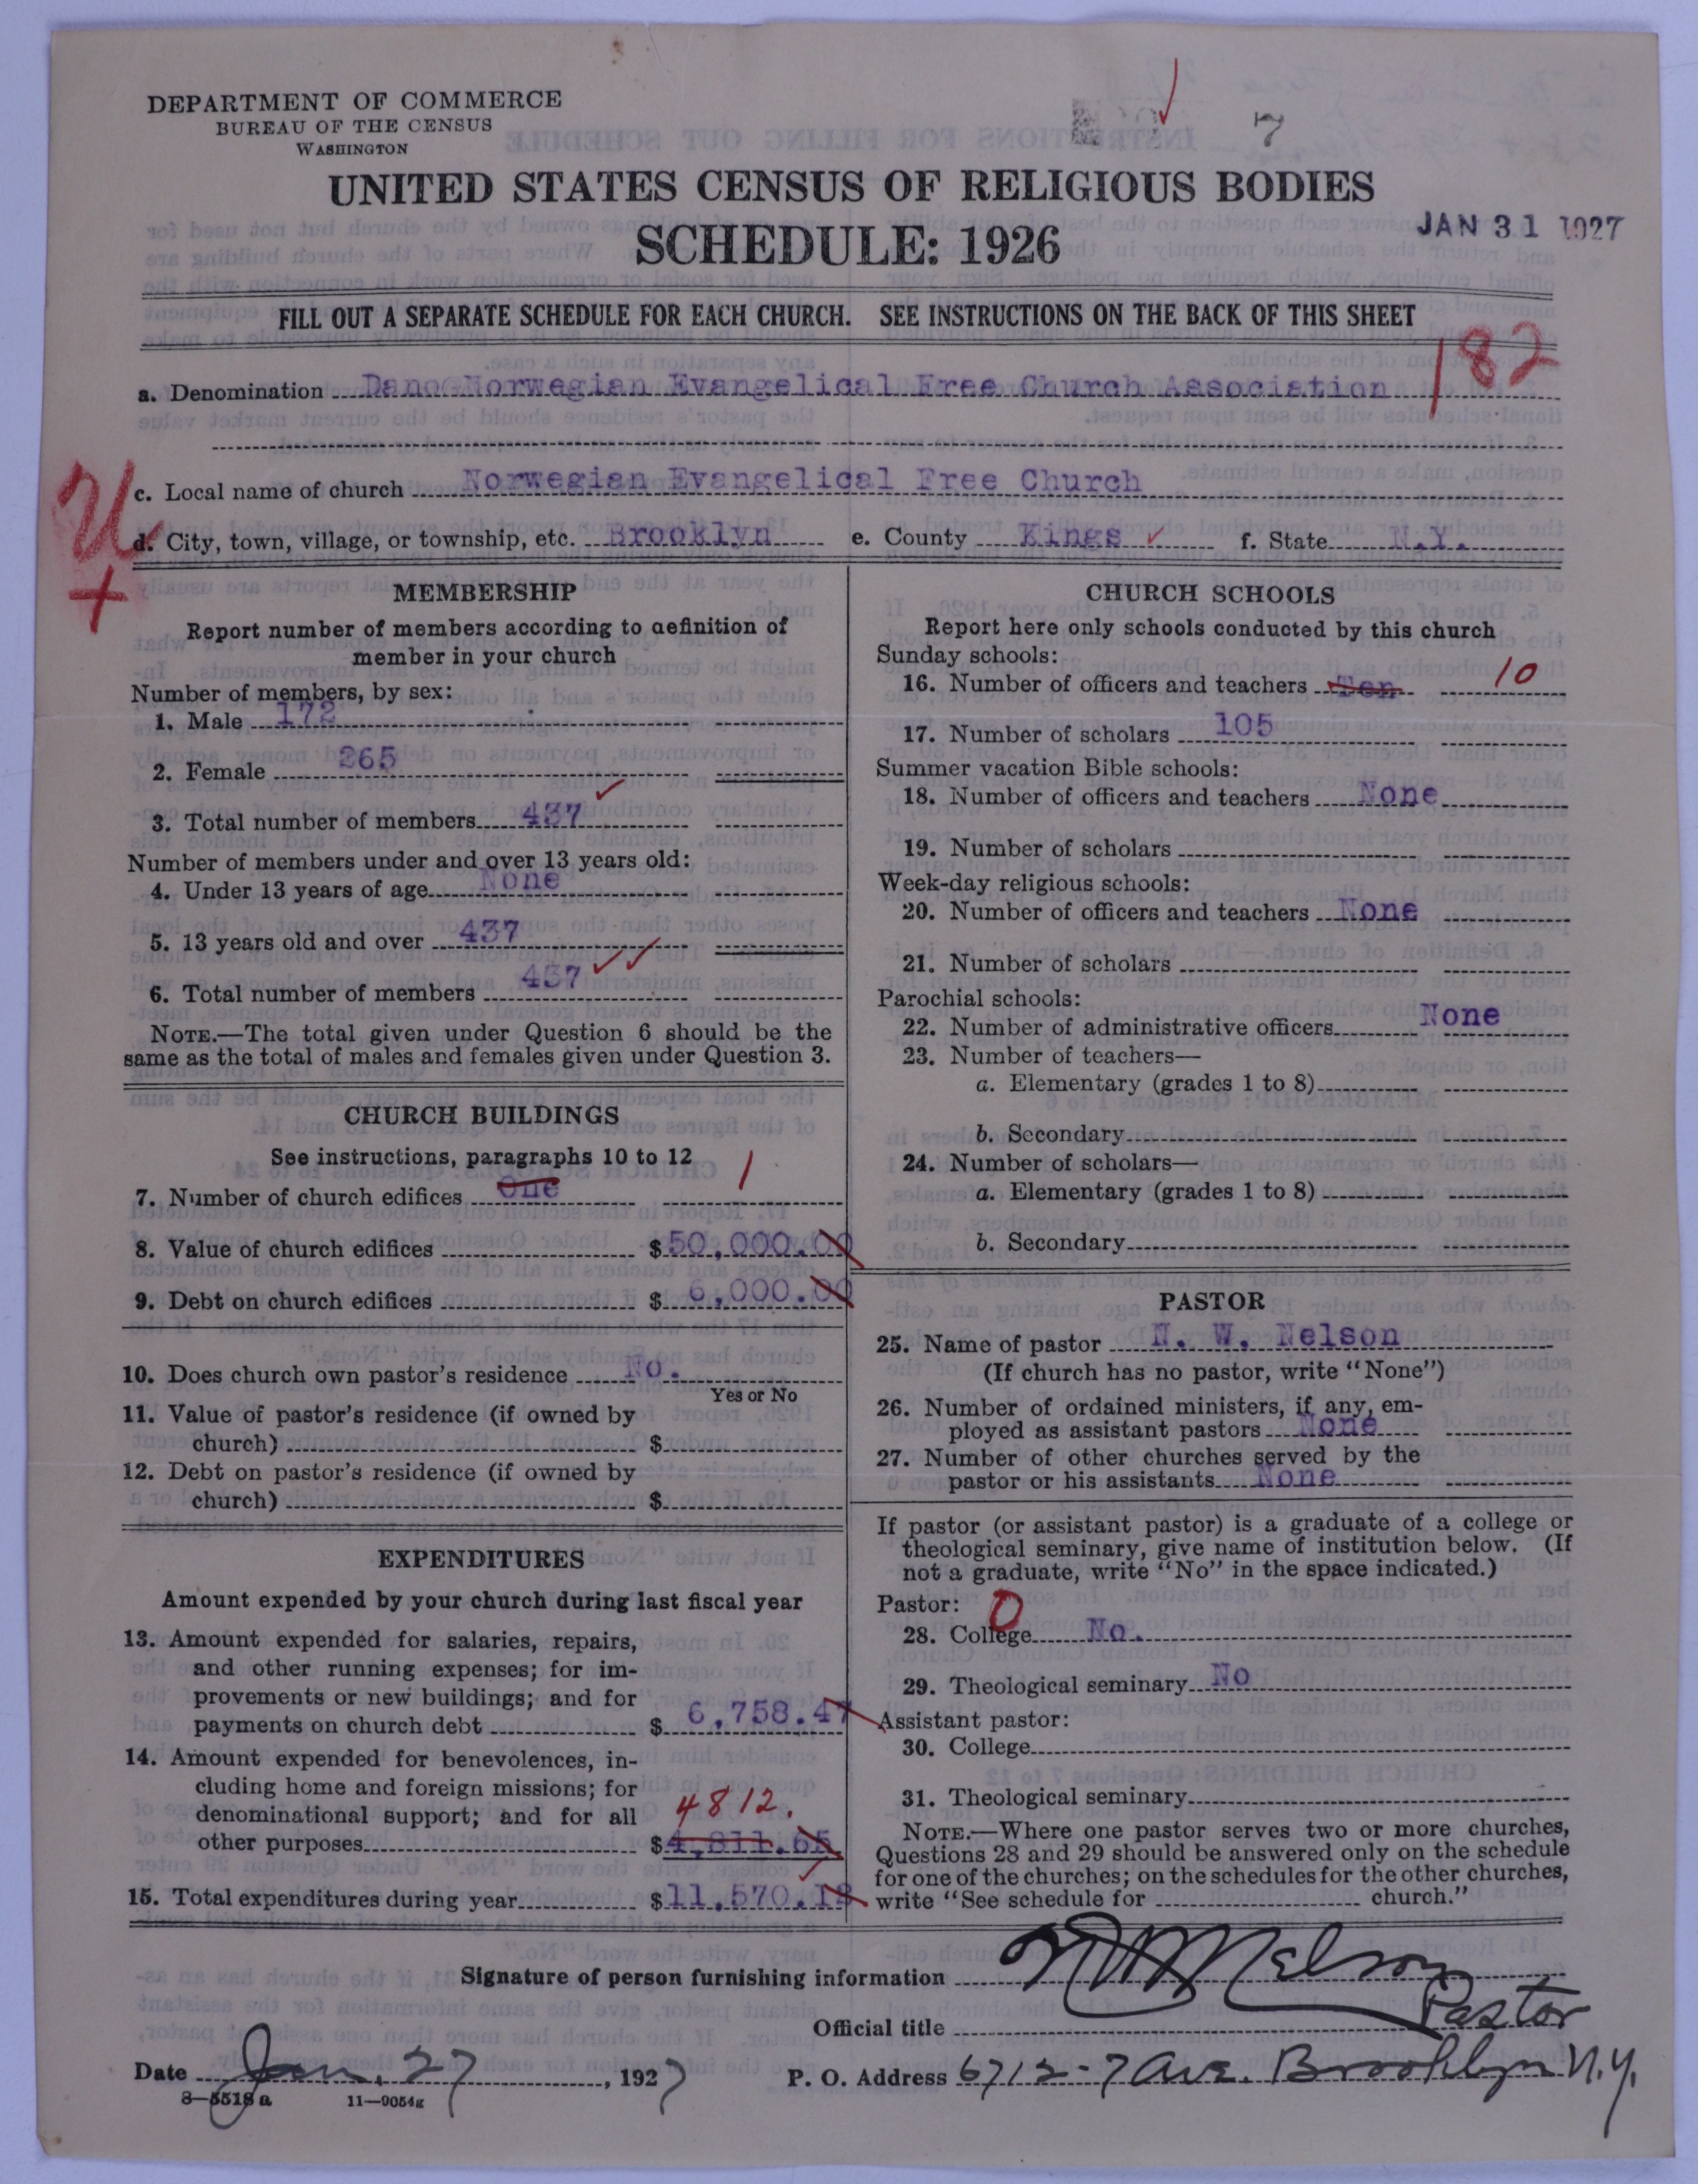 DEPARTMENT OF COMMERCE
BUREAU OF THE CENSUS
WASHINGTON
7
UNITED STATES CENSUS OF RELIGIOUS BODIES
SCHEDULE: 1926
JAN 31 1927
FILL OUT A SEPARATE SCHEDULE FOR EACH CHURCH. SEE INSTRUCTIONS ON THE BACK OF THIS SHEET
182
a. Denomination Dano-Norwegian Evangelical Free Church Association
c. Local name of church Norwegian Evangelical Free Church
d. City, town, village, or township, etc. Brooklyn e. County Kings ✓ f. State N.Y.
MEMBERSHIP
Report number of members according to definition of
member in your church
Number of members, by sex:
1. Male 172
2. Female 265
3. Total number of members 437
Number of members under and over 13 years old:
4. Under 13 years of age None
5. 13 years old and over 437
6. Total number of members 437
NOTE.—The total given under Question 6 should be the
same as the total of males and females given under Question 3.
CHURCH BUILDINGS
See instructions, paragraphs 10 to 12
7. Number of church edifices One 1
8. Value of church edifices $50,000.00
9. Debt on church edifices $ 6,000.00
10. Does church own pastor's residence No.
Yes or No
11. Value of pastor's residence (if owned by
church) $
12. Debt on pastor's residence (if owned by
church) $
EXPENDITURES
Amount expended by your church during last fiscal year
13. Amount expended for salaries, repairs,
and other running expenses; for im-
provements or new buildings; and for
payments on church debt $ 6,758.47
14. Amount expended for benevolences, in-
cluding home and foreign missions; for
denominational support; and for all
4812.
other purposes $4,811.65
15. Total expenditures during year $11,570.12
CHURCH SCHOOLS
Report here only schools conducted by this church
Sunday schools:
16. Number of officers and teachers Ten 10
17. Number of scholars 105
Summer vacation Bible schools:
18. Number of officers and teachers None
19. Number of scholars
Week-day religious schools:
20. Number of officers and teachers None
21. Number of scholars
Parochial schools:
22. Number of administrative officers None
23. Number of teachers—
a. Elementary (grades 1 to 8)
b. Secondary
24. Number of scholars—
a. Elementary (grades 1 to 8)
b. Secondary
PASTOR
25. Name of pastor N. W. Nelson
(If church has no pastor, write "None")
26. Number of ordained ministers, if any, em-
ployed as assistant pastors None
27. Number of other churches served by the
pastor or his assistants None
If pastor (or assistant pastor) is a graduate of a college or
theological seminary, give name of institution below. (If
not a graduate, write "No" in the space indicated.)
Pastor: 0
28. College No.
29. Theological seminary No
Assistant pastor:
30. College
31. Theological seminary
NOTE.—Where one pastor serves two or more churches,
Questions 28 and 29 should be answered only on the schedule
for one of the churches; on the schedules for the other churches,
write "See schedule for church."
Signature of person furnishing information N W Nelson
Official title Pastor
Date Jan. 27, 1927 P. O. Address 6712-7 Ave. Brooklyn N.Y.
8-5518 a 11—9054g